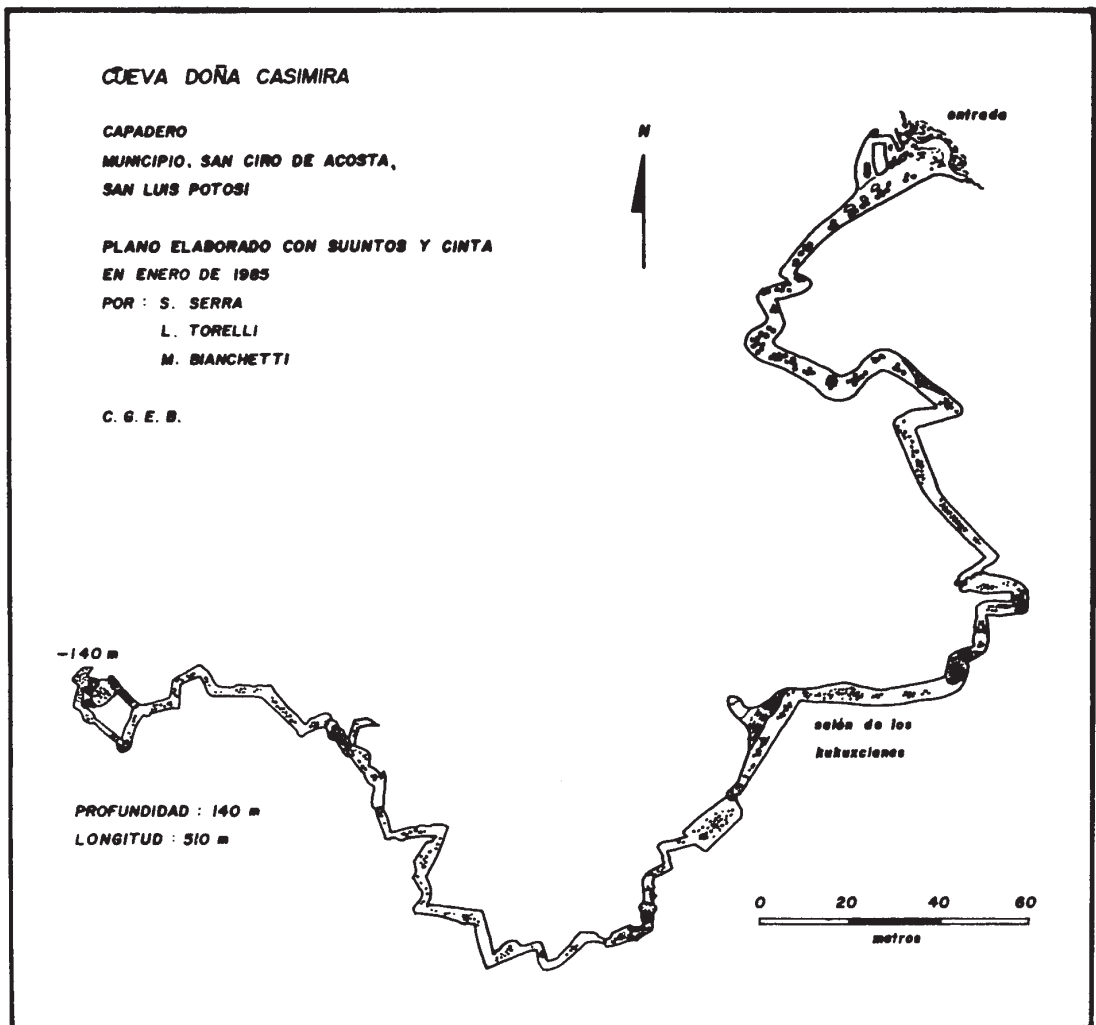 CUEVA DOÑA CASIMIRA
CAPADERO
MUNICIPIO, SAN CIRO DE ACOSTA,
SAN LUIS POTOSI
PLANO ELABORADO CON SUUNTOS Y CINTA
EN ENERO DE 1985
POR : S. SERRA
L. TORELLI
M. BIANCHETTI
C. G. E. B.
N
entrada
-140 m
salón de los
kukuxcianes
PROFUNDIDAD : 140 m
LONGITUD : 510 m
0 20 40 60
metros